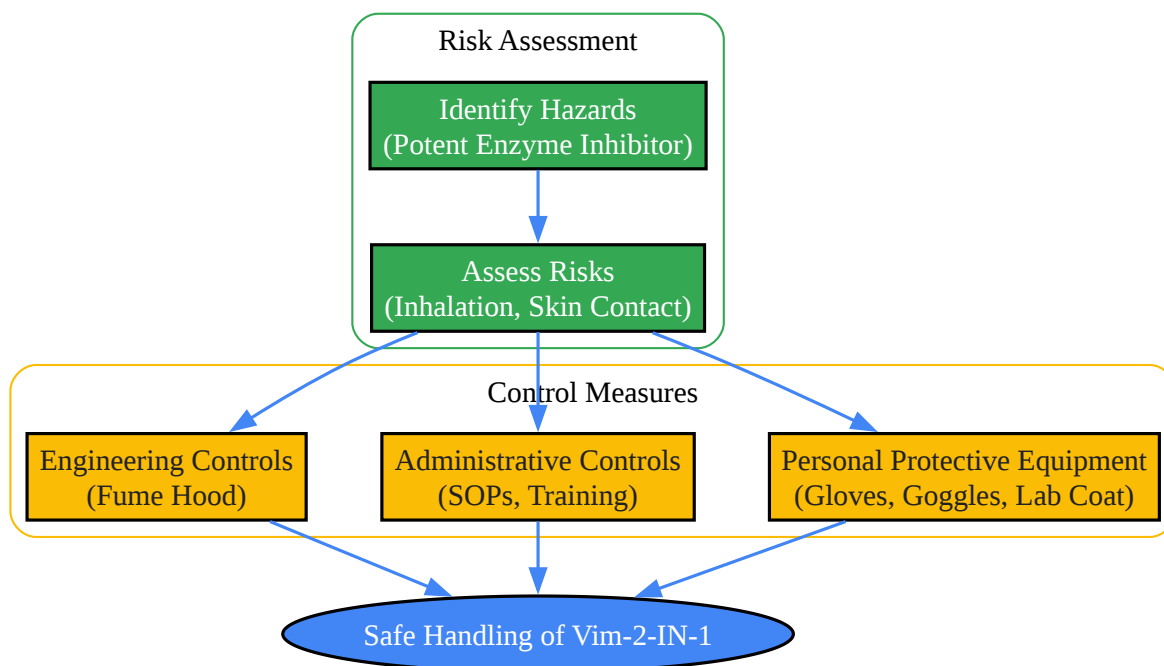 Risk Assessment
Identify Hazards
(Potent Enzyme Inhibitor)
Assess Risks
(Inhalation, Skin Contact)
Control Measures
Engineering Controls
(Fume Hood)
Administrative Controls
(SOPs, Training)
Personal Protective Equipment
(Gloves, Goggles, Lab Coat)
Safe Handling of Vim-2-IN-1